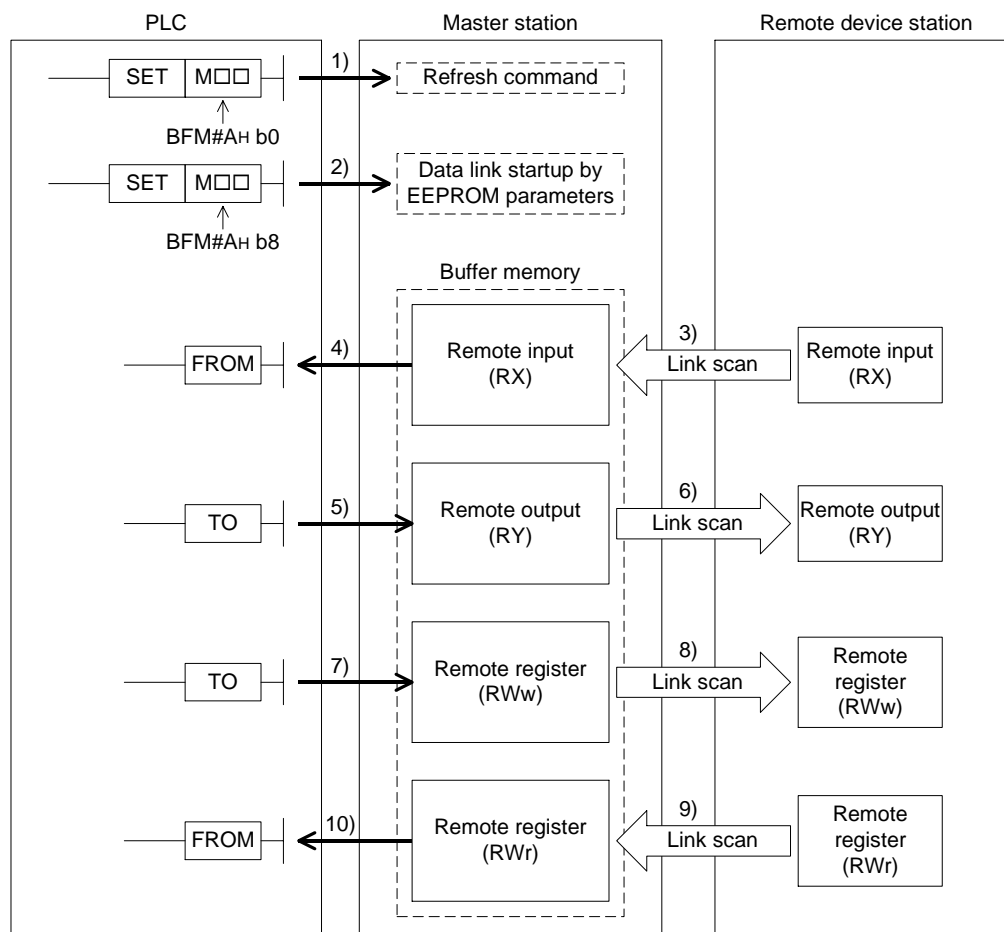 PLC
Master station
Remote device station
SET M□□
1)
Refresh command
BFM#AH b0
SET M□□
2)
Data link startup by
EEPROM parameters
BFM#AH b8
Buffer memory
FROM
4)
Remote input
(RX)
3)
Link scan
Remote input
(RX)
TO
5)
Remote output
(RY)
6)
Link scan
Remote output
(RY)
TO
7)
Remote register
(RWw)
8)
Link scan
Remote
register
(RWw)
FROM
10)
Remote register
(RWr)
9)
Link scan
Remote
register
(RWr)